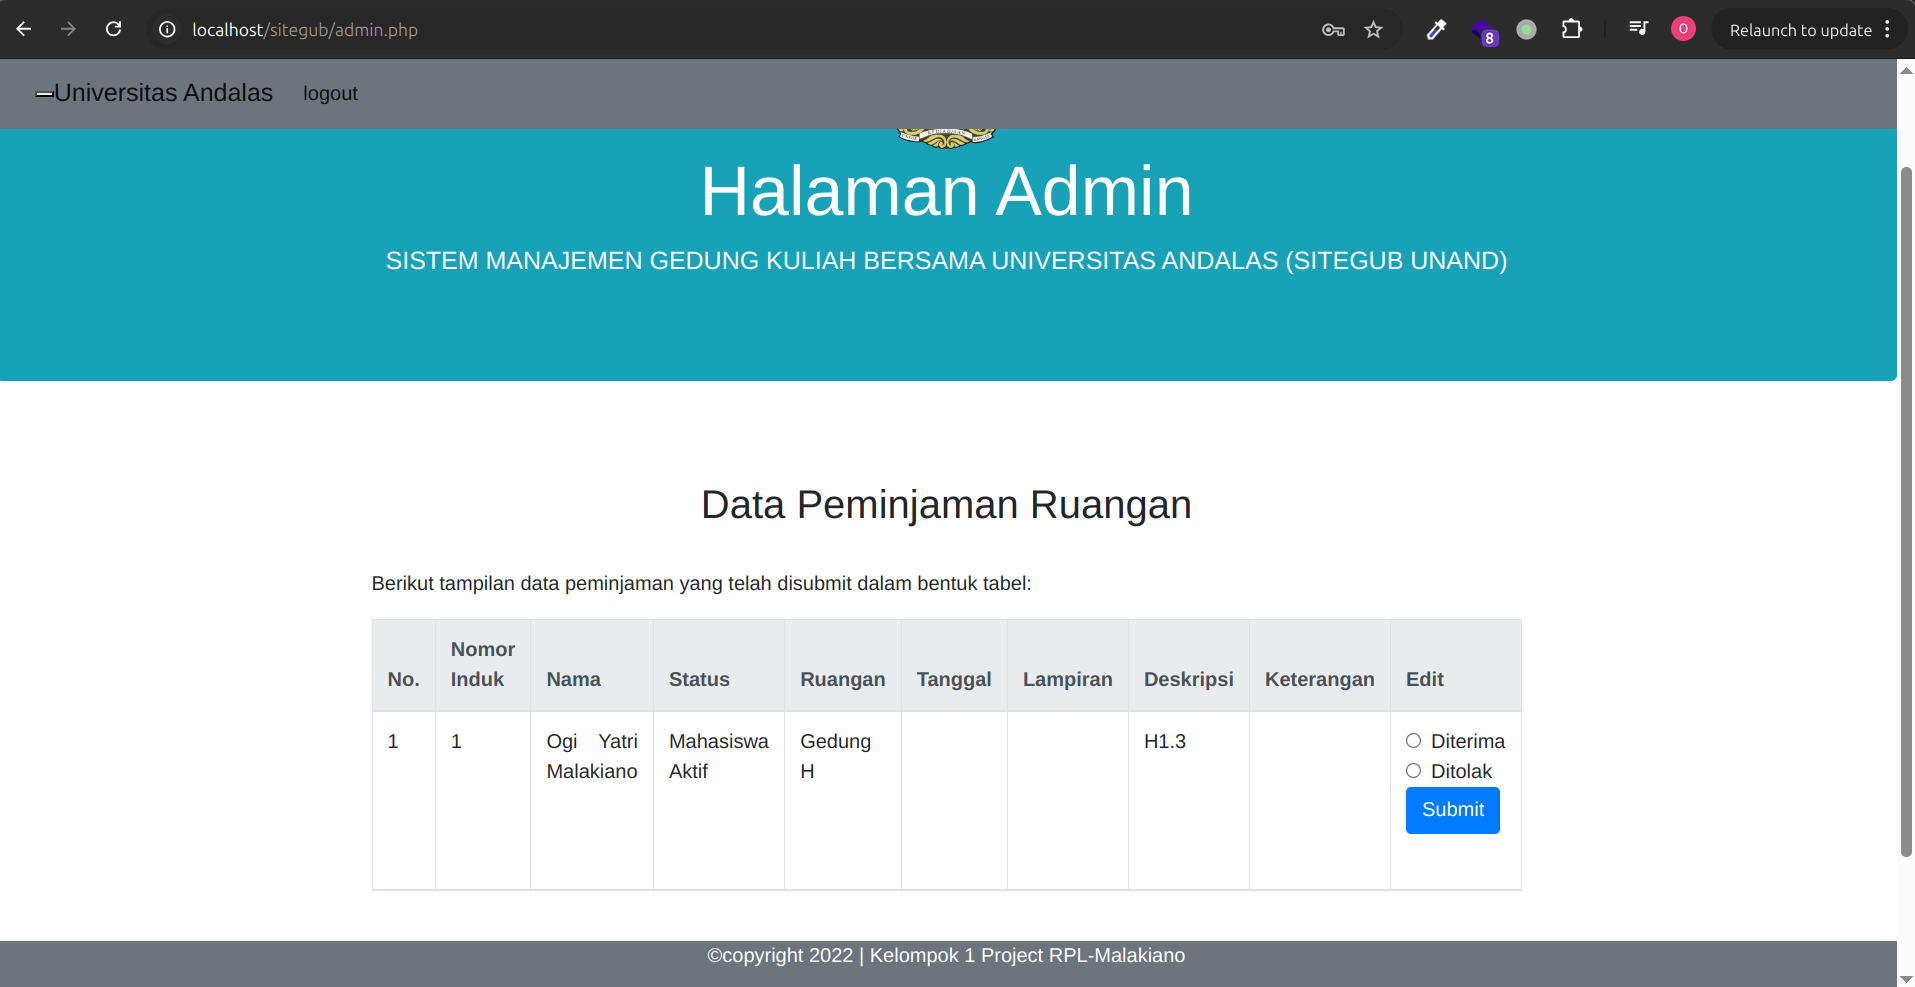 localhost/sitegub/admin.php
8
O
Relaunch to update
Universitas Andalas logout
Halaman Admin
SISTEM MANAJEMEN GEDUNG KULIAH BERSAMA UNIVERSITAS ANDALAS (SITEGUB UNAND)
Data Peminjaman Ruangan
Berikut tampilan data peminjaman yang telah disubmit dalam bentuk tabel:
No. Nomor Induk Nama Status Ruangan Tanggal Lampiran Deskripsi Keterangan Edit
1 1 Ogi Yatri Malakiano Mahasiswa Aktif Gedung H H1.3 Diterima
Ditolak
Submit
©copyright 2022 | Kelompok 1 Project RPL-Malakiano